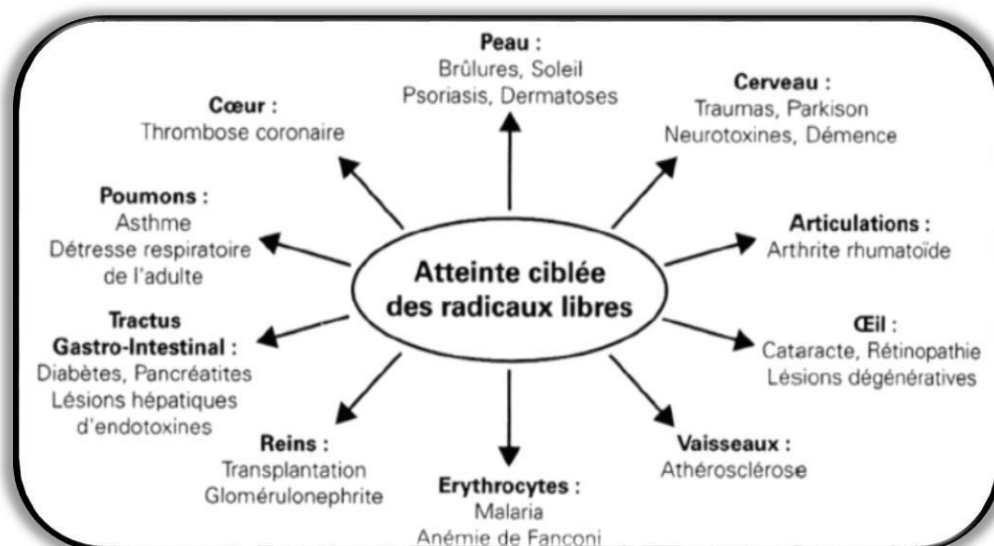 Peau :
Brûlures, Soleil
Psoriasis, Dermatoses
Cerveau :
Traumas, Parkison
Neurotoxines, Démence
Cœur :
Thrombose coronaire
Poumons :
Asthme
Détresse respiratoire
de l'adulte
Articulations :
Arthrite rhumatoïde
Atteinte ciblée
des radicaux libres
Tractus
Gastro-Intestinal :
Diabètes, Pancréatites
Lésions hépatiques
d'endotoxines
Œil :
Cataracte, Rétinopathie
Lésions dégénératives
Reins :
Transplantation
Glomérulonephrite
Erythrocytes :
Malaria
Anémie de Fanconi
Vaisseaux :
Athérosclérose